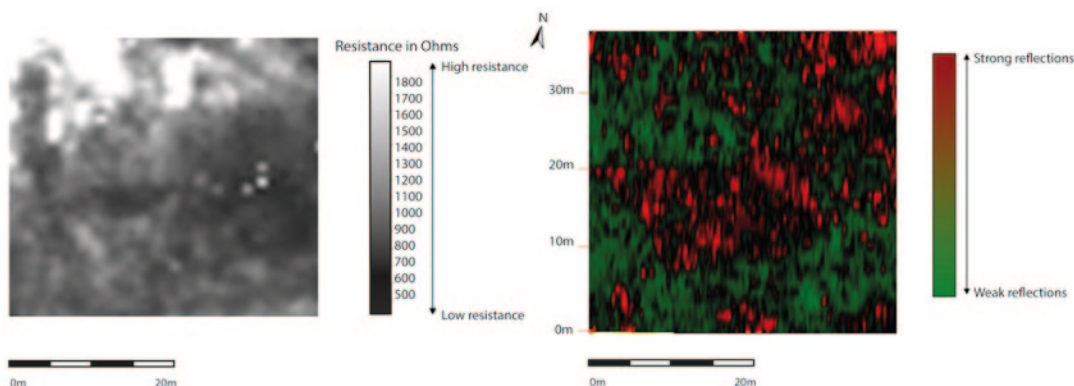 Resistance in Ohms
High resistance
1800
1700
1600
1500
1400
1300
1200
1100
1000
900
800
700
600
500
Low resistance
0m
20m
N
30m
20m
10m
0m
Strong reflections
Weak reflections
0m
20m